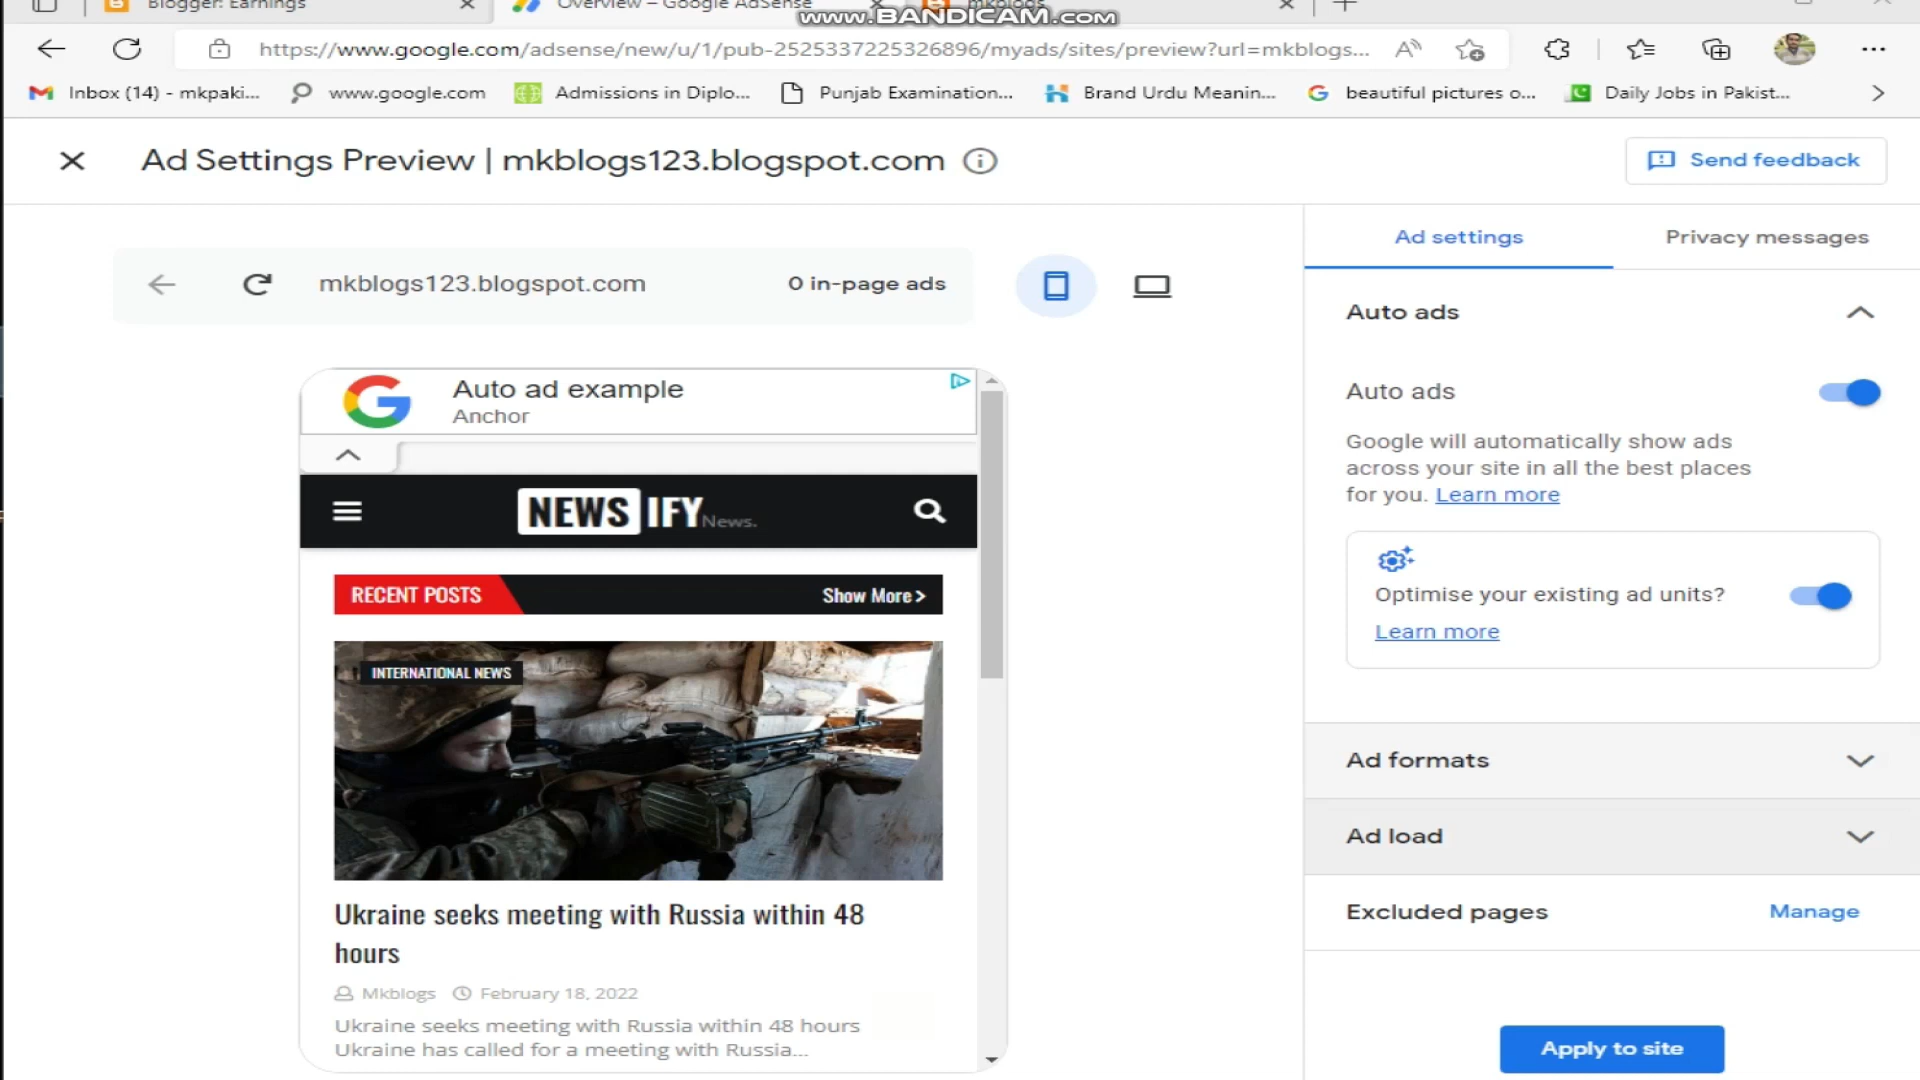 Blogger: Earnings
Overview – Google AdSense
mkblogs
www.BANDICAM.com
https://www.google.com/adsense/new/u/1/pub-2525337225326896/myads/sites/preview?url=mkblogs...
Inbox (14) - mkpaki...
www.google.com
Admissions in Diplo...
Punjab Examination...
Brand Urdu Meanin...
beautiful pictures o...
Daily Jobs in Pakist...
Ad Settings Preview | mkblogs123.blogspot.com
Send feedback
Ad settings
Privacy messages
mkblogs123.blogspot.com
0 in-page ads
Auto ads
Auto ad example
Anchor
Auto ads
Google will automatically show ads
across your site in all the best places
for you. Learn more
NEWS IFY News.
Optimise your existing ad units?
Learn more
RECENT POSTS
Show More >
INTERNATIONAL NEWS
Ad formats
Ad load
Excluded pages
Manage
Ukraine seeks meeting with Russia within 48
hours
Mkblogs
February 18, 2022
Ukraine seeks meeting with Russia within 48 hours
Ukraine has called for a meeting with Russia...
Apply to site